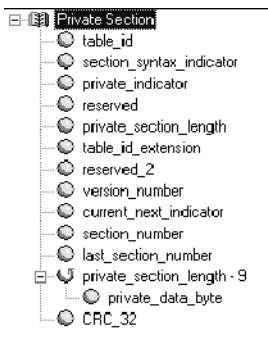 Private Section
table_id
section_syntax_indicator
private_indicator
reserved
private_section_length
table_id_extension
reserved_2
version_number
current_next_indicator
section_number
last_section_number
private_section_length - 9
private_data_byte
CRC_32